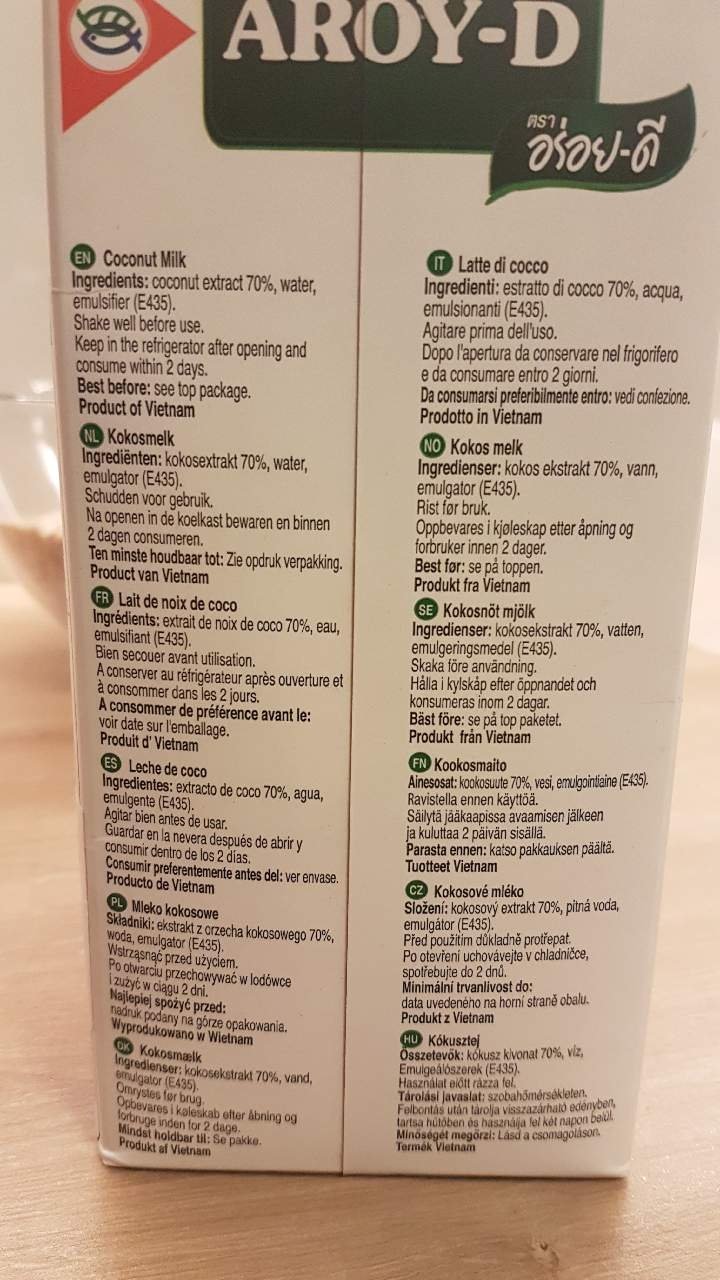 AROY-D
ตรา
อร่อย-ดี
EN Coconut Milk
Ingredients: coconut extract 70%, water,
emulsifier (E435).
Shake well before use.
Keep in the refrigerator after opening and
consume within 2 days.
Best before: see top package.
Product of Vietnam
NL Kokosmelk
Ingrediënten: kokosextrakt 70%, water,
emulgator (E435).
Schudden voor gebruik.
Na openen in de koelkast bewaren en binnen
2 dagen consumeren.
Ten minste houdbaar tot: Zie opdruk verpakking.
Product van Vietnam
FR Lait de noix de coco
Ingrédients: extrait de noix de coco 70%, eau,
emulsifiant (E435).
Bien secouer avant utilisation.
A conserver au réfrigérateur après ouverture et
à consommer dans les 2 jours.
A consommer de préférence avant le:
voir date sur l'emballage.
Produit d' Vietnam
ES Leche de coco
Ingredientes: extracto de coco 70%, agua,
emulgente (E435).
Agitar bien antes de usar.
Guardar en la nevera después de abrir y
consumir dentro de los 2 dias.
Consumir preferentemente antes del: ver envase.
Producto de Vietnam
PL Mleko kokosowe
Składniki: ekstrakt z orzecha kokosowego 70%,
woda, emulgator (E435).
Wstrząsnąć przed użyciem.
Po otwarciu przechowywać w lodówce
i zużyć w ciągu 2 dni.
Najlepiej spożyć przed:
nadruk podany na górze opakowania.
Wyprodukowano w Wietnam
DK Kokosmælk
Ingredienser: kokosekstrakt 70%, vand,
emulgator (E435).
Omrystes før brug.
Opbevares i køleskab efter åbning og
forbruge inden for 2 dage.
Mindst holdbar til: Se pakke.
Produkt af Vietnam
IT Latte di cocco
Ingredienti: estratto di cocco 70%, acqua,
emulsionanti (E435).
Agitare prima dell'uso.
Dopo l'apertura da conservare nel frigorifero
e da consumare entro 2 giorni.
Da consumarsi preferibilmente entro: vedi confezione.
Prodotto in Vietnam
NO Kokos melk
Ingredienser: kokos ekstrakt 70%, vann,
emulgator (E435).
Rist før bruk.
Oppbevares i kjøleskap etter åpning og
forbruker innen 2 dager.
Best før: se på toppen.
Produkt fra Vietnam
SE Kokosnöt mjölk
Ingredienser: kokosekstrakt 70%, vatten,
emulgeringsmedel (E435).
Skaka före användning.
Hålla i kylskåp efter öppnandet och
konsumeras inom 2 dagar.
Bäst före: se på top paketet.
Produkt från Vietnam
FN Kookosmaito
Ainesosat: kookosuute 70%, vesi, emulgointiaine (E435).
Ravistella ennen käyttöä.
Säilytä jääkaapissa avaamisen jälkeen
ja kuluttaa 2 päivän sisällä.
Parasta ennen: katso pakkauksen päältä.
Tuotteet Vietnam
CZ Kokosové mléko
Složení: kokosový extrakt 70%, pitná voda,
emulgátor (E435).
Před použitím důkladně protřepat.
Po otevření uchovávejte v chladničce,
spotřebujte do 2 dnů.
Minimální trvanlivost do:
data uvedeného na horní straně obalu.
Produkt z Vietnam
HU Kókusztej
Összetevők: kókusz kivonat 70%, víz,
Emulgeálószerek (E435).
Használat előtt rázza fel.
Tárolási javaslat: szobahőmérsékleten.
Felbontás után tárolja visszazárható edényben,
tartsa hűtőben és használja fel két napon belül.
Minőségét megőrzi: Lásd a csomagoláson.
Termék Vietnam